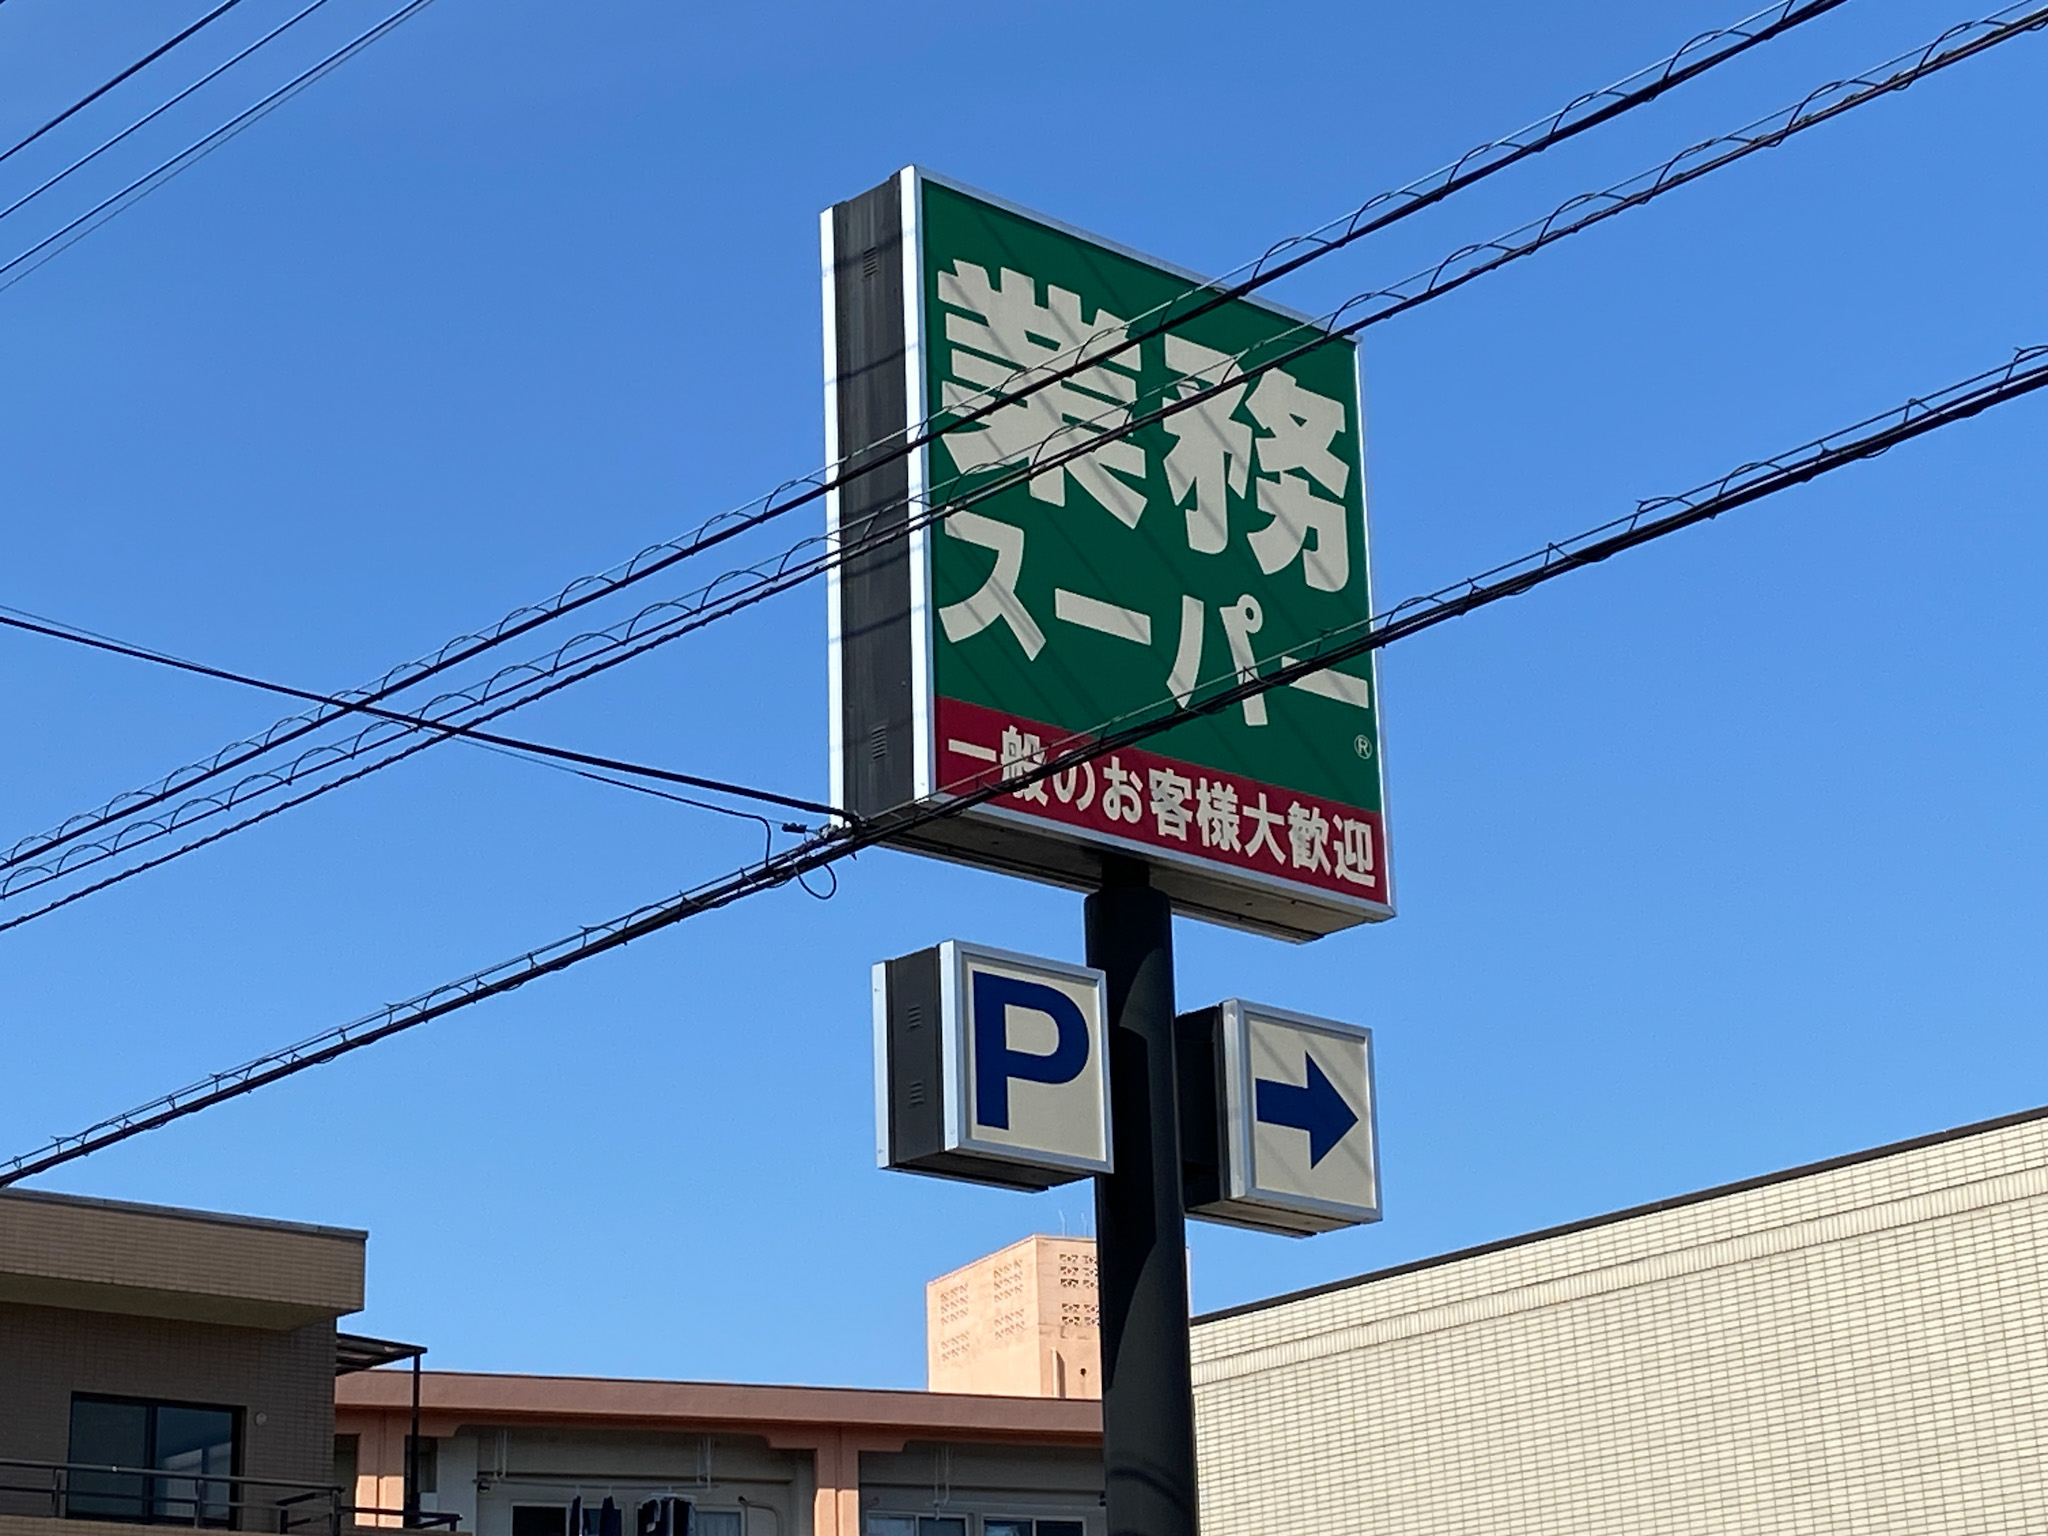 業務
スーパー
®
一般のお客様大歓迎
P
→